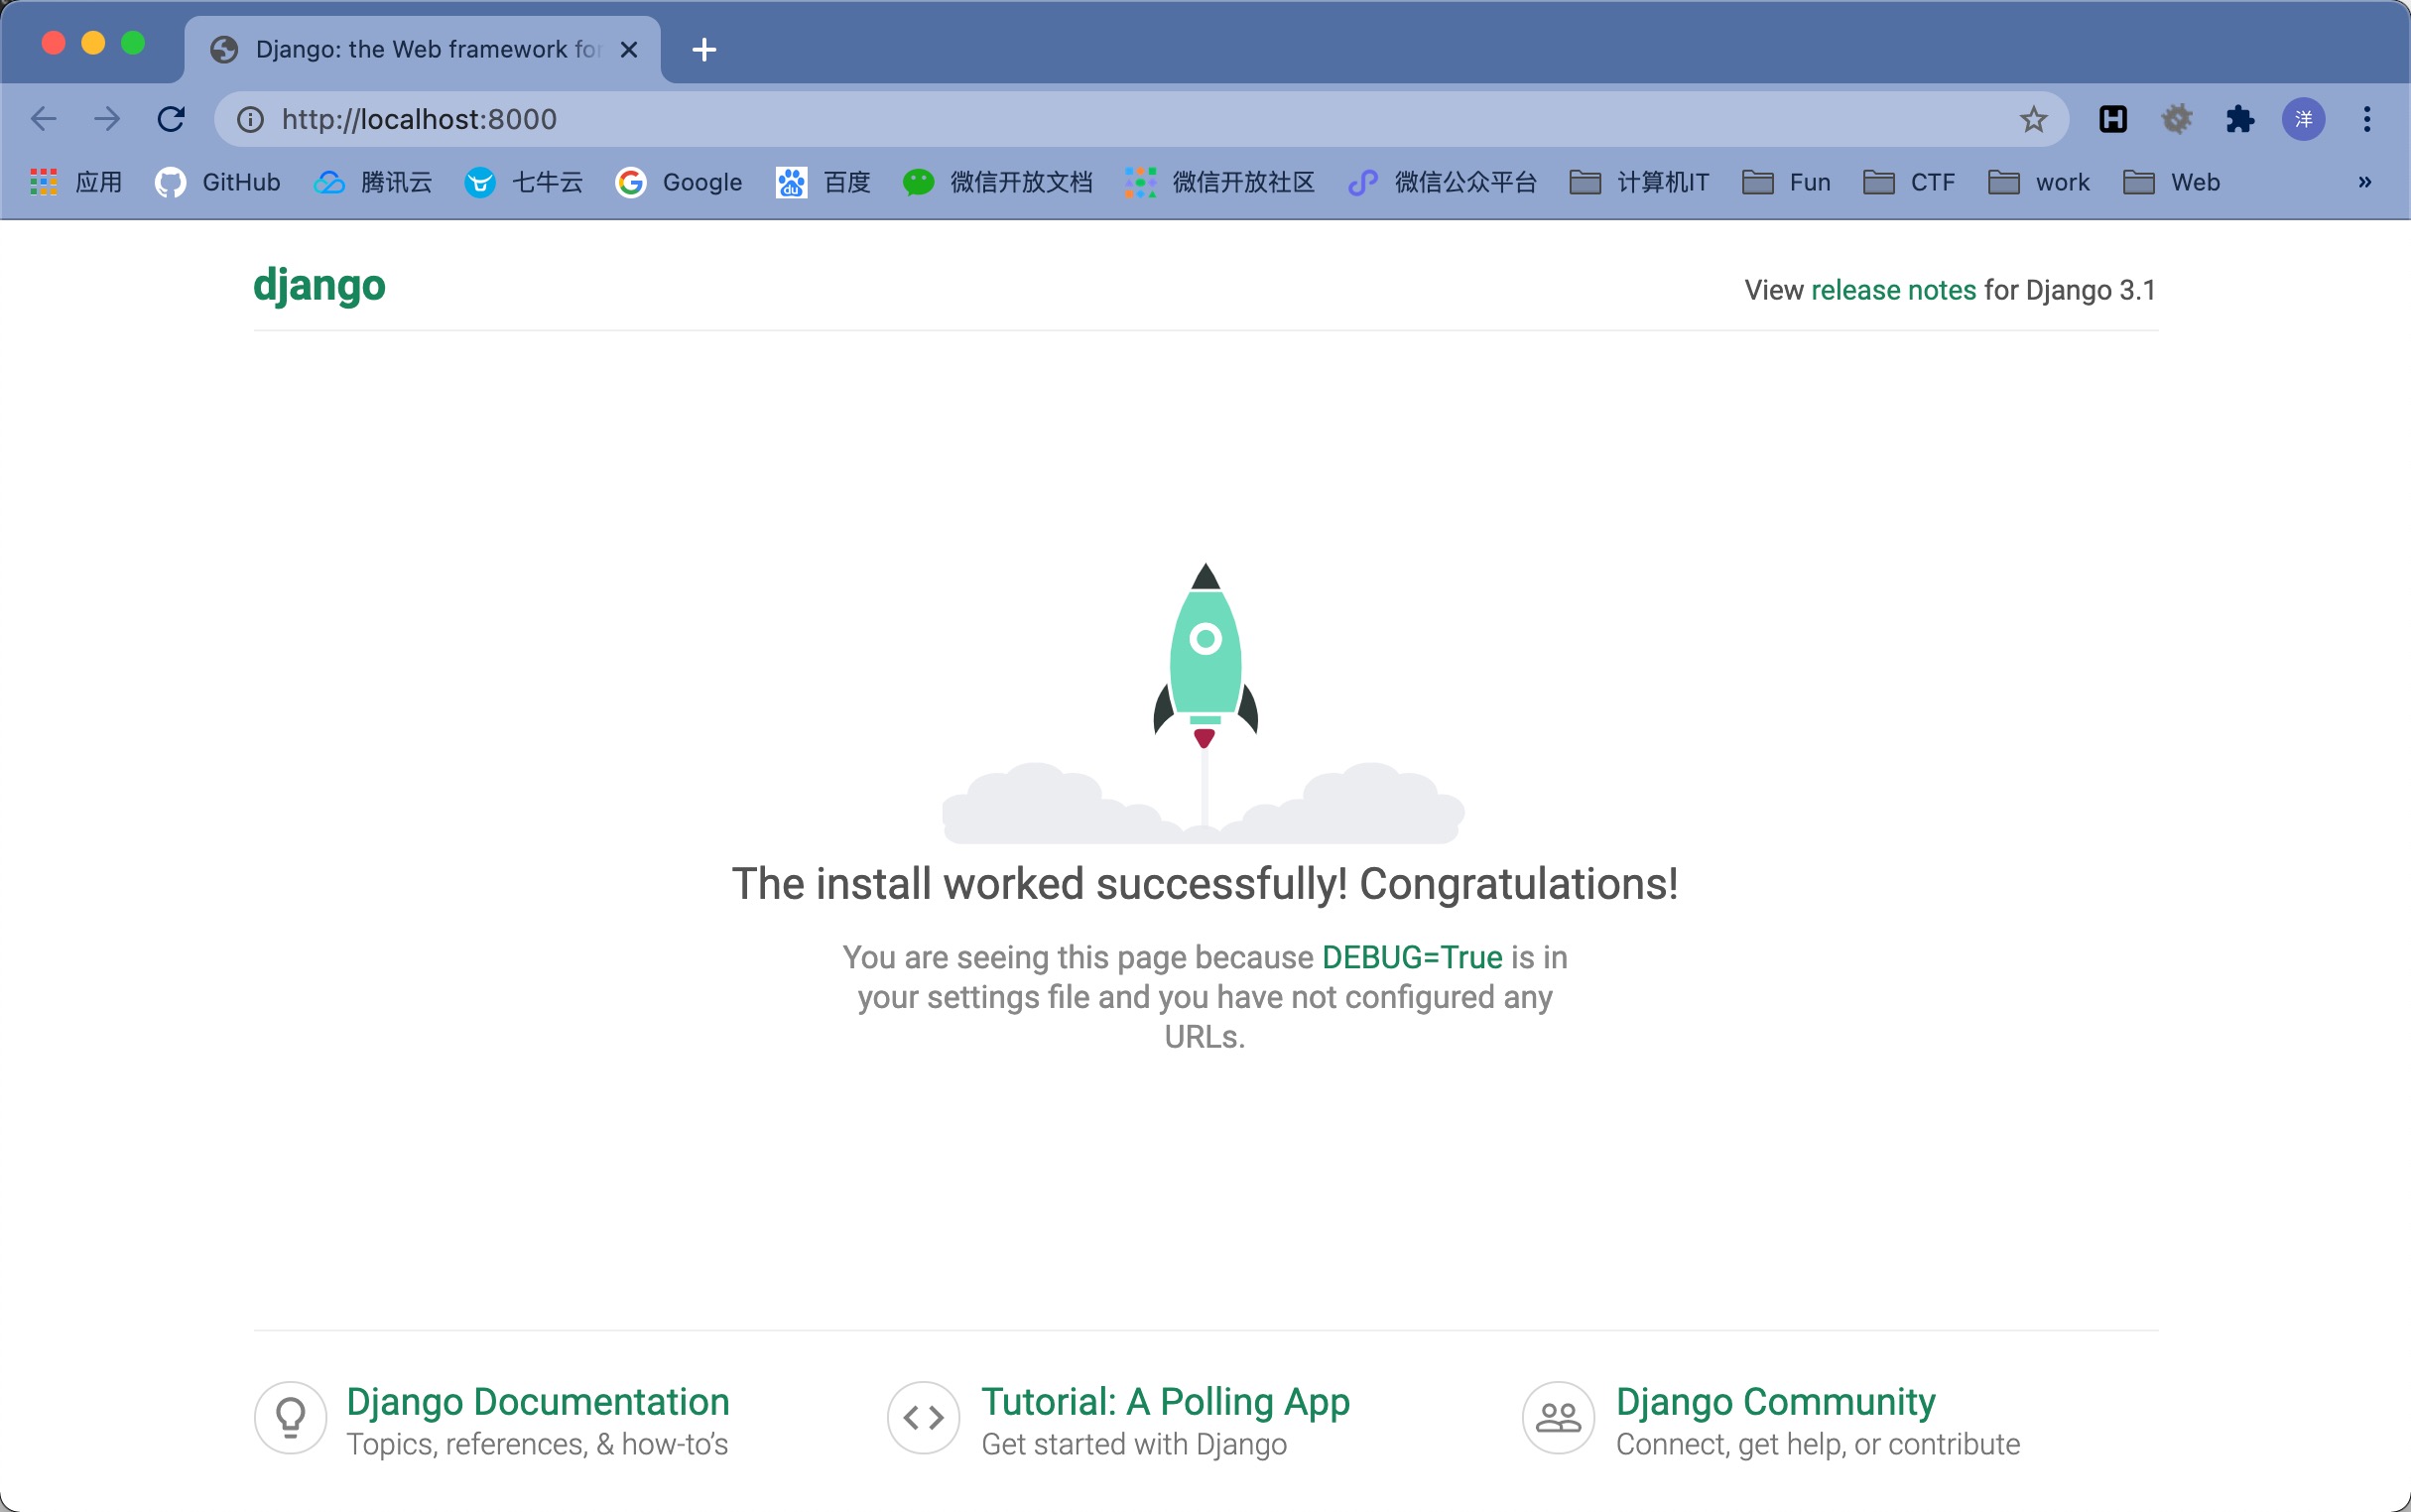 Django: the Web framework for
http://localhost:8000
洋
应用 GitHub 腾讯云 七牛云 Google du 百度 微信开放文档 微信开放社区 微信公众平台 计算机IT Fun CTF work Web »
django
View release notes for Django 3.1
The install worked successfully! Congratulations!
You are seeing this page because DEBUG=True is in
your settings file and you have not configured any
URLs.
Django Documentation
Topics, references, & how-to’s
Tutorial: A Polling App
Get started with Django
Django Community
Connect, get help, or contribute